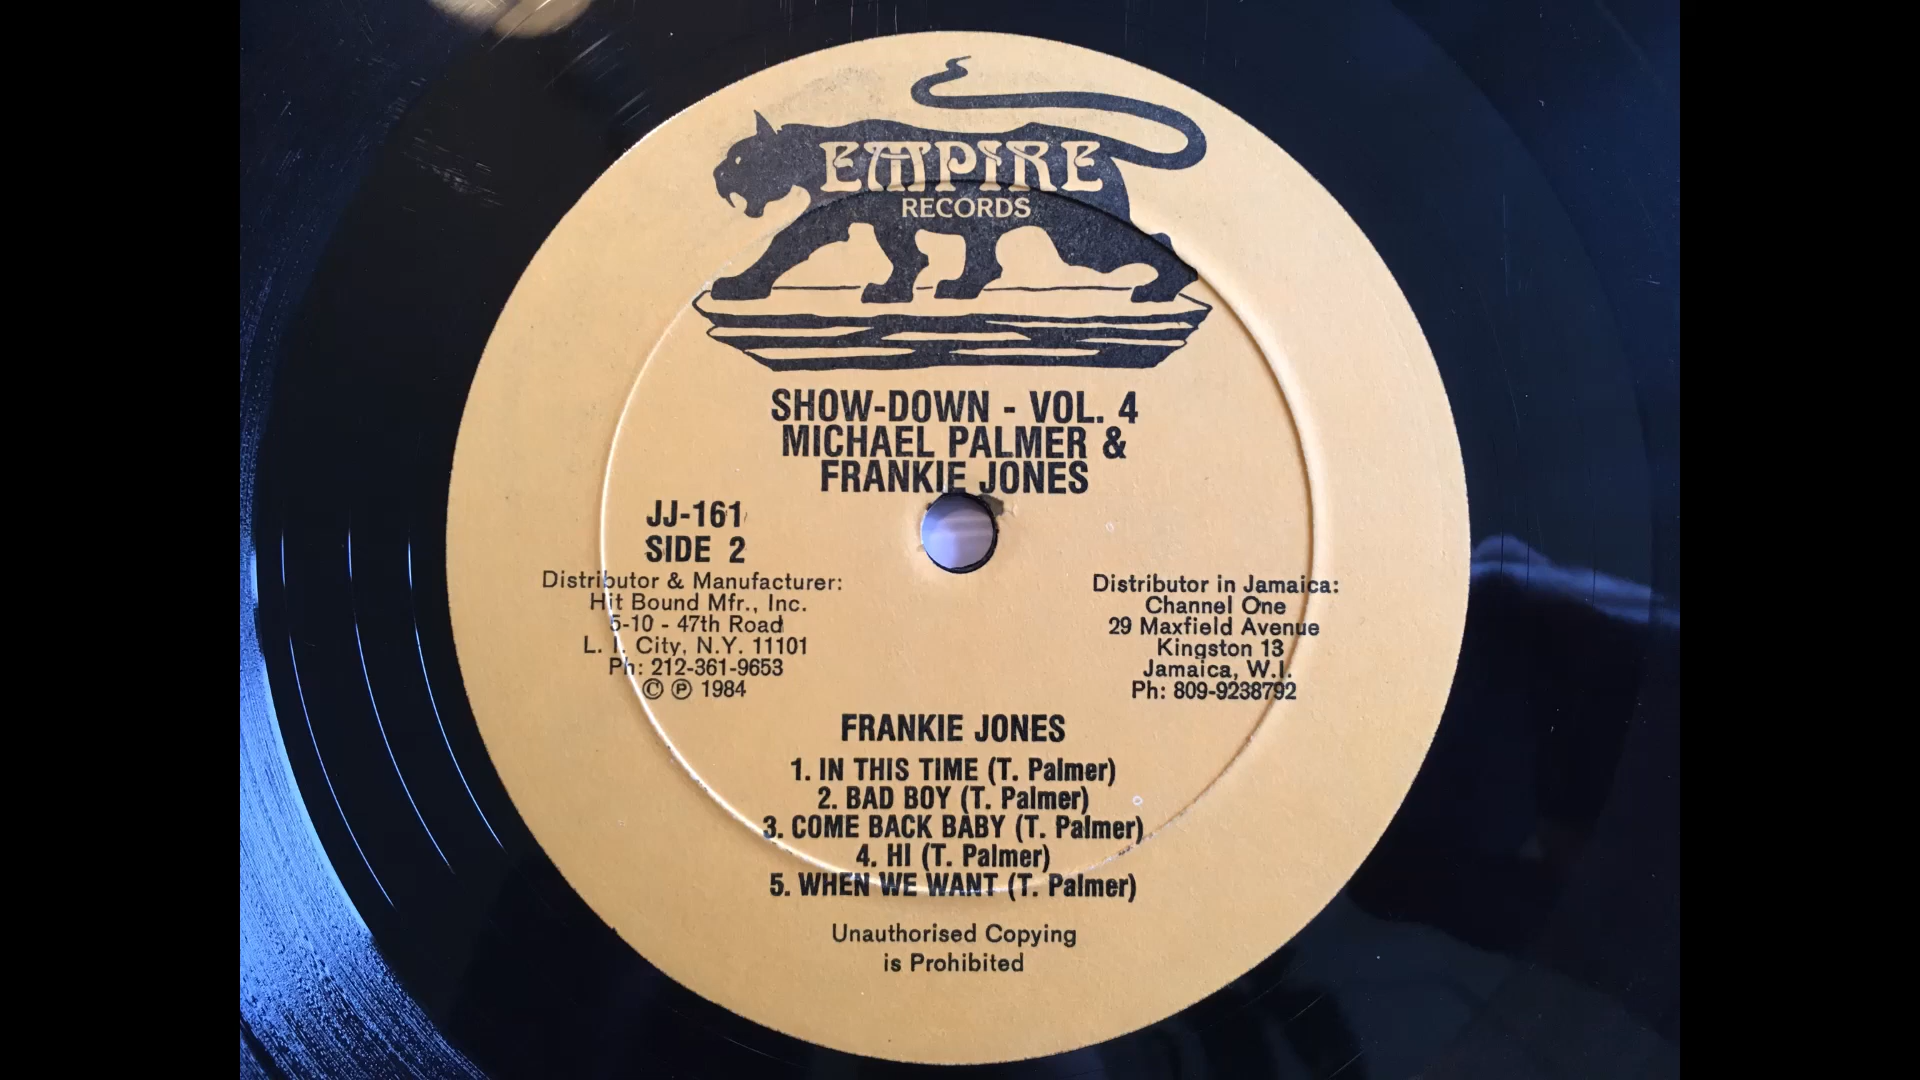 EMPIRE
RECORDS
SHOW-DOWN - VOL. 4
MICHAEL PALMER &
FRANKIE JONES
JJ-161
SIDE 2
Distributor & Manufacturer:
Hit Bound Mfr., Inc.
5-10 - 47th Road
L. I. City, N.Y. 11101
Ph: 212-361-9653
© ℗ 1984
Distributor in Jamaica:
Channel One
29 Maxfield Avenue
Kingston 13
Jamaica, W.I.
Ph: 809-9238792
FRANKIE JONES
1. IN THIS TIME (T. Palmer)
2. BAD BOY (T. Palmer)
3. COME BACK BABY (T. Palmer)
4. HI (T. Palmer)
5. WHEN WE WANT (T. Palmer)
Unauthorised Copying
is Prohibited